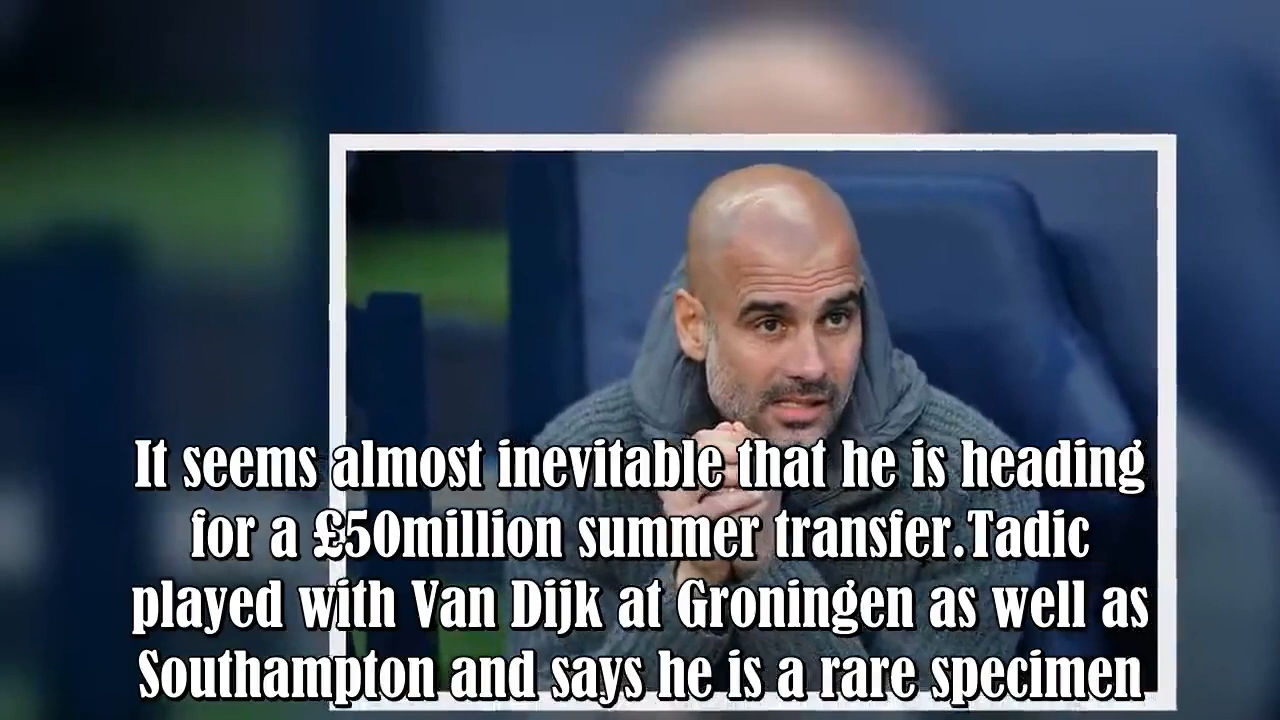 It seems almost inevitable that he is heading
for a £50million summer transfer.Tadic
played with Van Dijk at Groningen as well as
Southampton and says he is a rare specimen